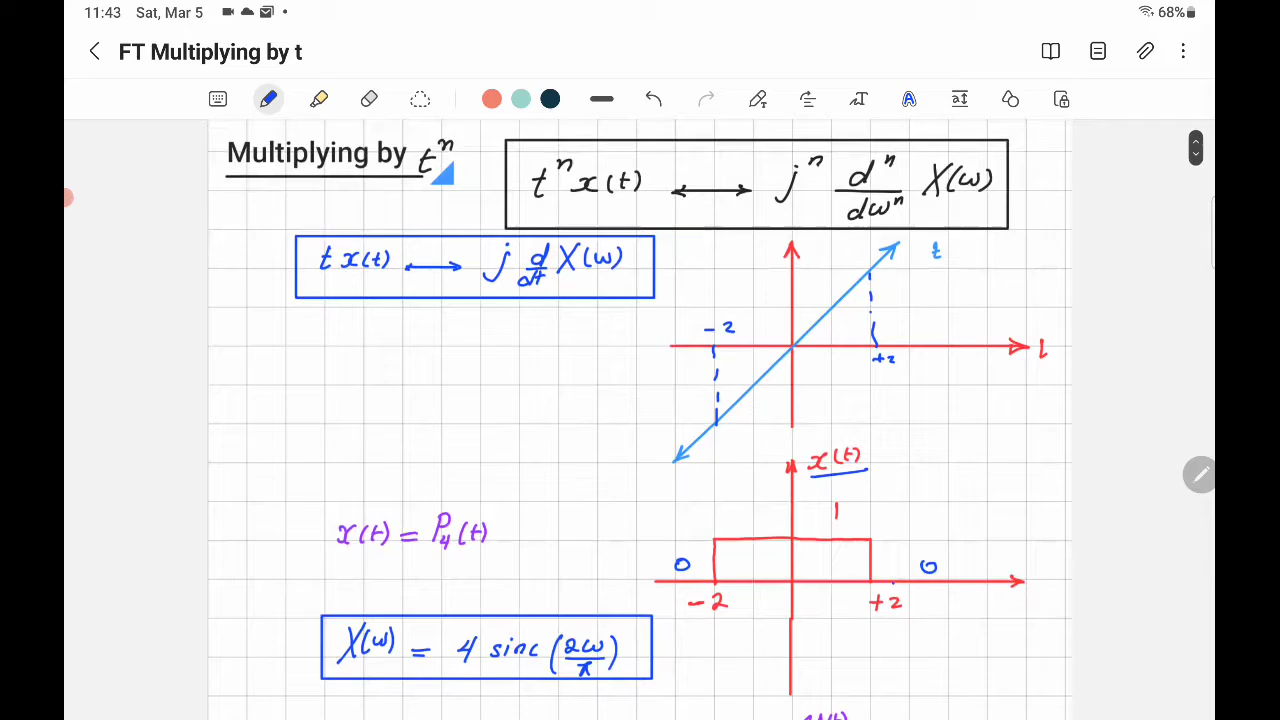 11:43 Sat, Mar 5 68%
FT Multiplying by t
Multiplying by tⁿ
tⁿ x(t) ⟷ jⁿ dⁿ/dωⁿ X(ω)
t x(t) ⟷ j d/dt X(ω)
t
-2
+2
t
x(t)
1
x(t) = P₄(t)
0 0
-2 +2
X(ω) = 4 sinc (2ω/π)